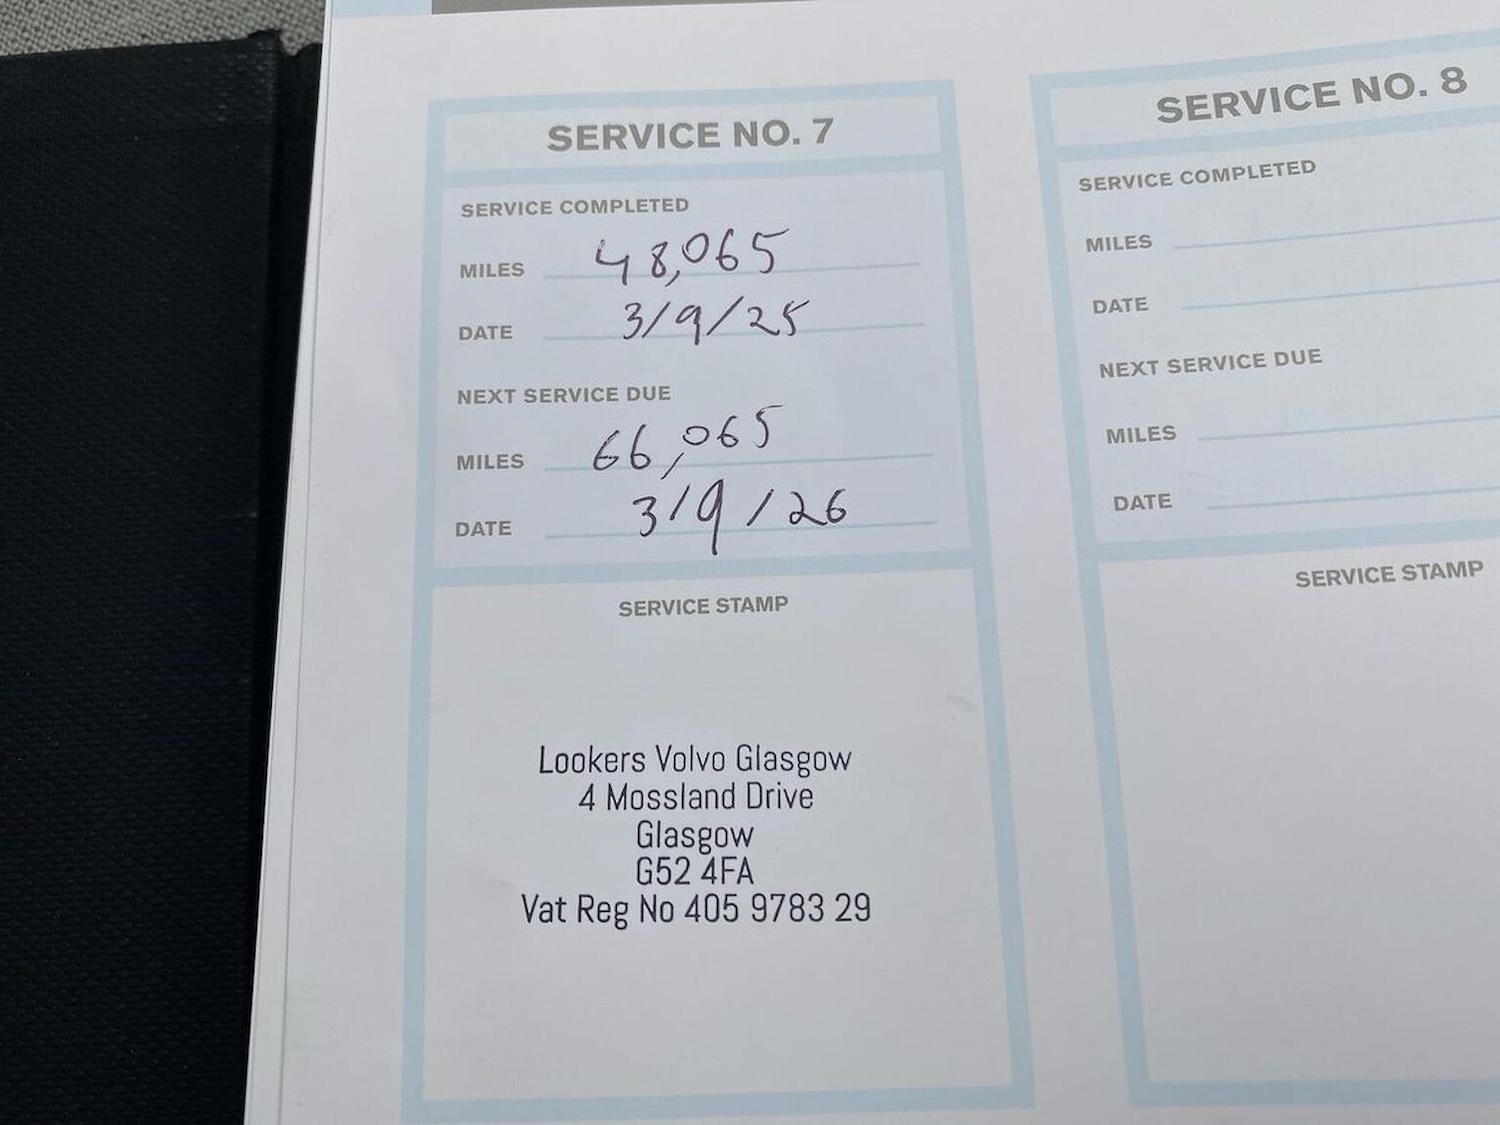 SERVICE NO. 7
SERVICE COMPLETED
MILES 48,065
DATE 3/9/25
NEXT SERVICE DUE
MILES 66,065
DATE 3/9/26
SERVICE STAMP
Lookers Volvo Glasgow
4 Mossland Drive
Glasgow
G52 4FA
Vat Reg No 405 9783 29
SERVICE NO. 8
SERVICE COMPLETED
MILES
DATE
NEXT SERVICE DUE
MILES
DATE
SERVICE STAMP